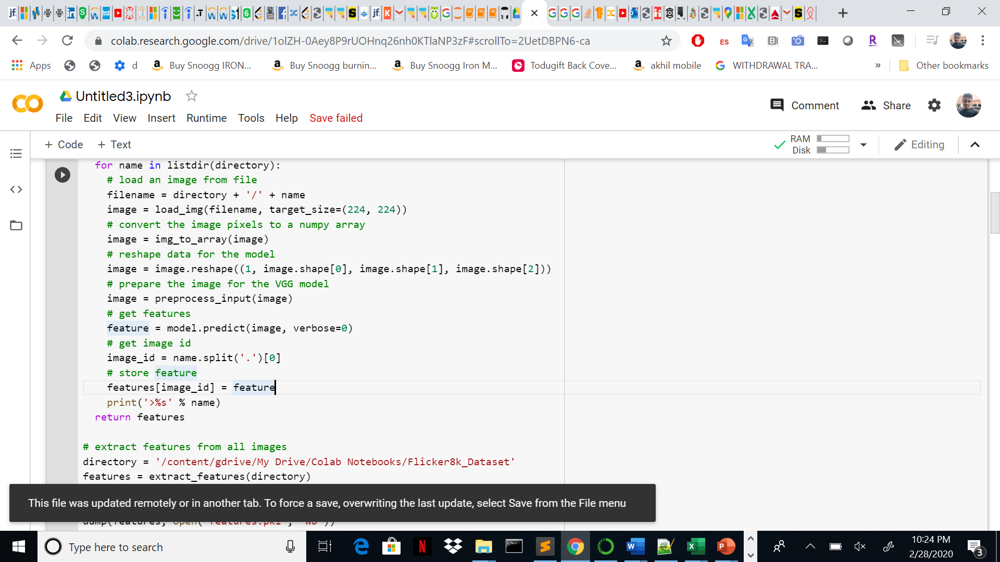 colab.research.google.com/drive/1olZH-0Aey8P9rUOHnq26nh0KTlaNP3zF#scrollTo=2UetDBPN6-ca
ES
Apps
d
Buy Snoogg IRON...
Buy Snoogg burnin...
Buy Snoogg Iron M...
Todugift Back Cove...
akhil mobile
WITHDRAWAL TRA...
»
Other bookmarks
Untitled3.ipynb
Comment
Share
File Edit View Insert Runtime Tools Help Save failed
+ Code + Text
RAM
Disk
Editing
for name in listdir(directory):
# load an image from file
filename = directory + '/' + name
image = load_img(filename, target_size=(224, 224))
# convert the image pixels to a numpy array
image = img_to_array(image)
# reshape data for the model
image = image.reshape((1, image.shape[0], image.shape[1], image.shape[2]))
# prepare the image for the VGG model
image = preprocess_input(image)
# get features
feature = model.predict(image, verbose=0)
# get image id
image_id = name.split('.')[0]
# store feature
features[image_id] = feature
print('>%s' % name)
return features
# extract features from all images
directory = '/content/gdrive/My Drive/Colab Notebooks/Flicker8k_Dataset'
features = extract_features(directory)
This file was updated remotely or in another tab. To force a save, overwriting the last update, select Save from the File menu
dump(features, open('features.pkl', 'wb'))
Type here to search
10:24 PM
2/28/2020
3